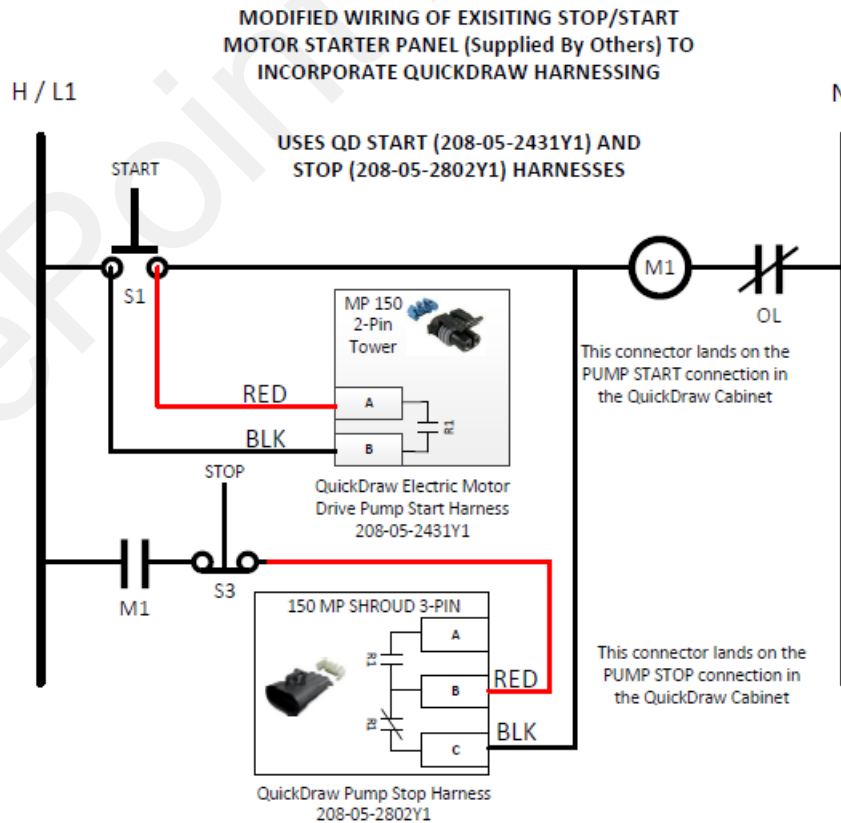 MODIFIED WIRING OF EXISITING STOP/START
MOTOR STARTER PANEL (Supplied By Others) TO
INCORPORATE QUICKDRAW HARNESSING
H / L1
N
USES QD START (208-05-2431Y1) AND
STOP (208-05-2802Y1) HARNESSES
START
S1
M1
OL
MP 150
2-Pin
Tower
This connector lands on the
PUMP START connection in
the QuickDraw Cabinet
RED
A
R1
BLK
B
STOP
QuickDraw Electric Motor
Drive Pump Start Harness
208-05-2431Y1
M1
S3
150 MP SHROUD 3-PIN
A
R1
RED
B
R1
BLK
C
This connector lands on the
PUMP STOP connection in
the QuickDraw Cabinet
QuickDraw Pump Stop Harness
208-05-2802Y1